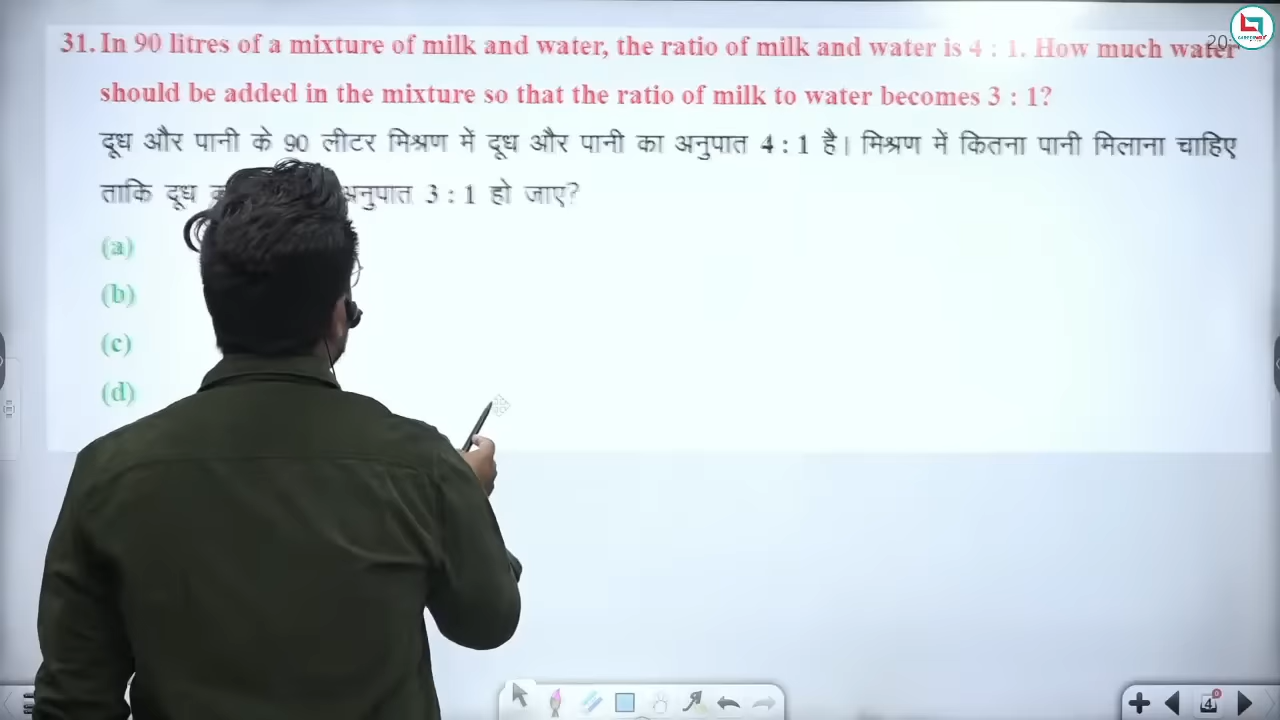 31. In 90 litres of a mixture of milk and water, the ratio of milk and water is 4 : 1. How much water
should be added in the mixture so that the ratio of milk to water becomes 3 : 1?
दूध और पानी के 90 लीटर मिश्रण में दूध और पानी का अनुपात 4 : 1 है। मिश्रण में कितना पानी मिलाना चाहिए
ताकि दूध अनुपात 3 : 1 हो जाए?
(a)
(b)
(c)
(d)
4